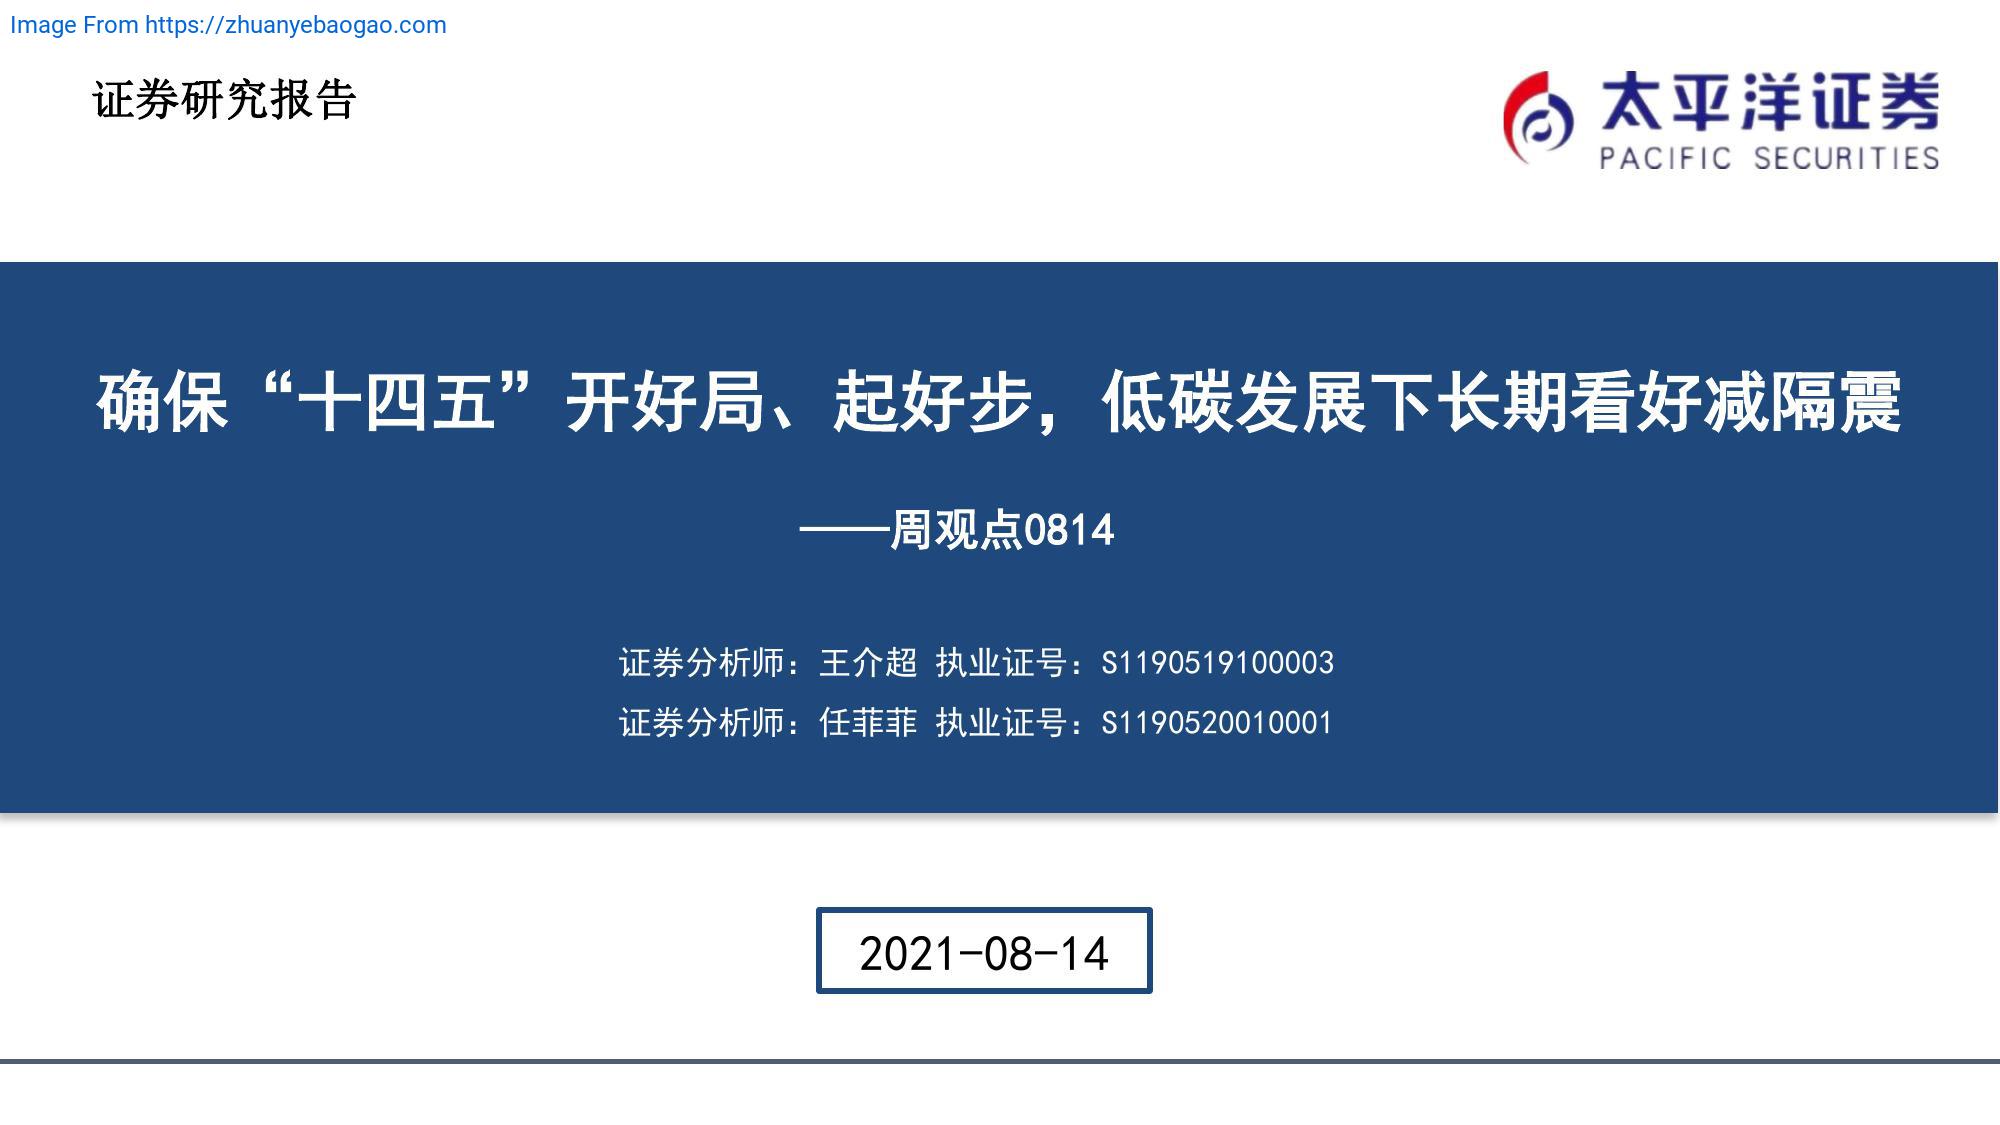 Image From https://zhuanyebaogao.com
证券研究报告
太平洋证券
PACIFIC SECURITIES
确保“十四五”开好局、起好步，低碳发展下长期看好减隔震
——周观点0814
证券分析师：王介超 执业证号：S1190519100003
证券分析师：任菲菲 执业证号：S1190520010001
2021-08-14